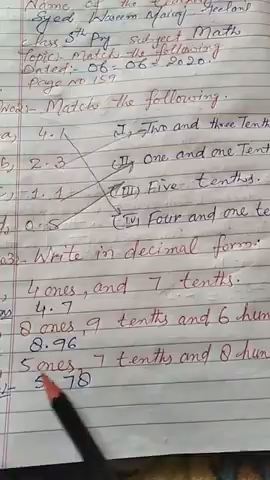 Name of the
Syed
Class 5th Pry Subject Math
Topic:- Match the following
Dated:- 06-06-2020.
Page no 159
Match the following.
a, 4.1 (I, Two and three Tenth
2.3 (II, One and one Tent
1.1 (III) Five tenths.
0.5 (IV) Four and one te
Write in decimal form:-
4 ones, and 7 tenths.
4.7
8 ones, 9 tenths and 6 hun
8.96
5 ones, 7 tenths and 8 hun
5.78